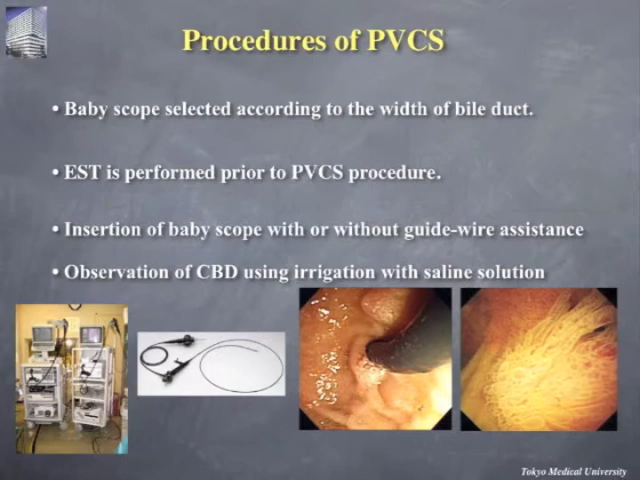 Procedures of PVCS
• Baby scope selected according to the width of bile duct.
• EST is performed prior to PVCS procedure.
• Insertion of baby scope with or without guide-wire assistance
• Observation of CBD using irrigation with saline solution
Tokyo Medical University